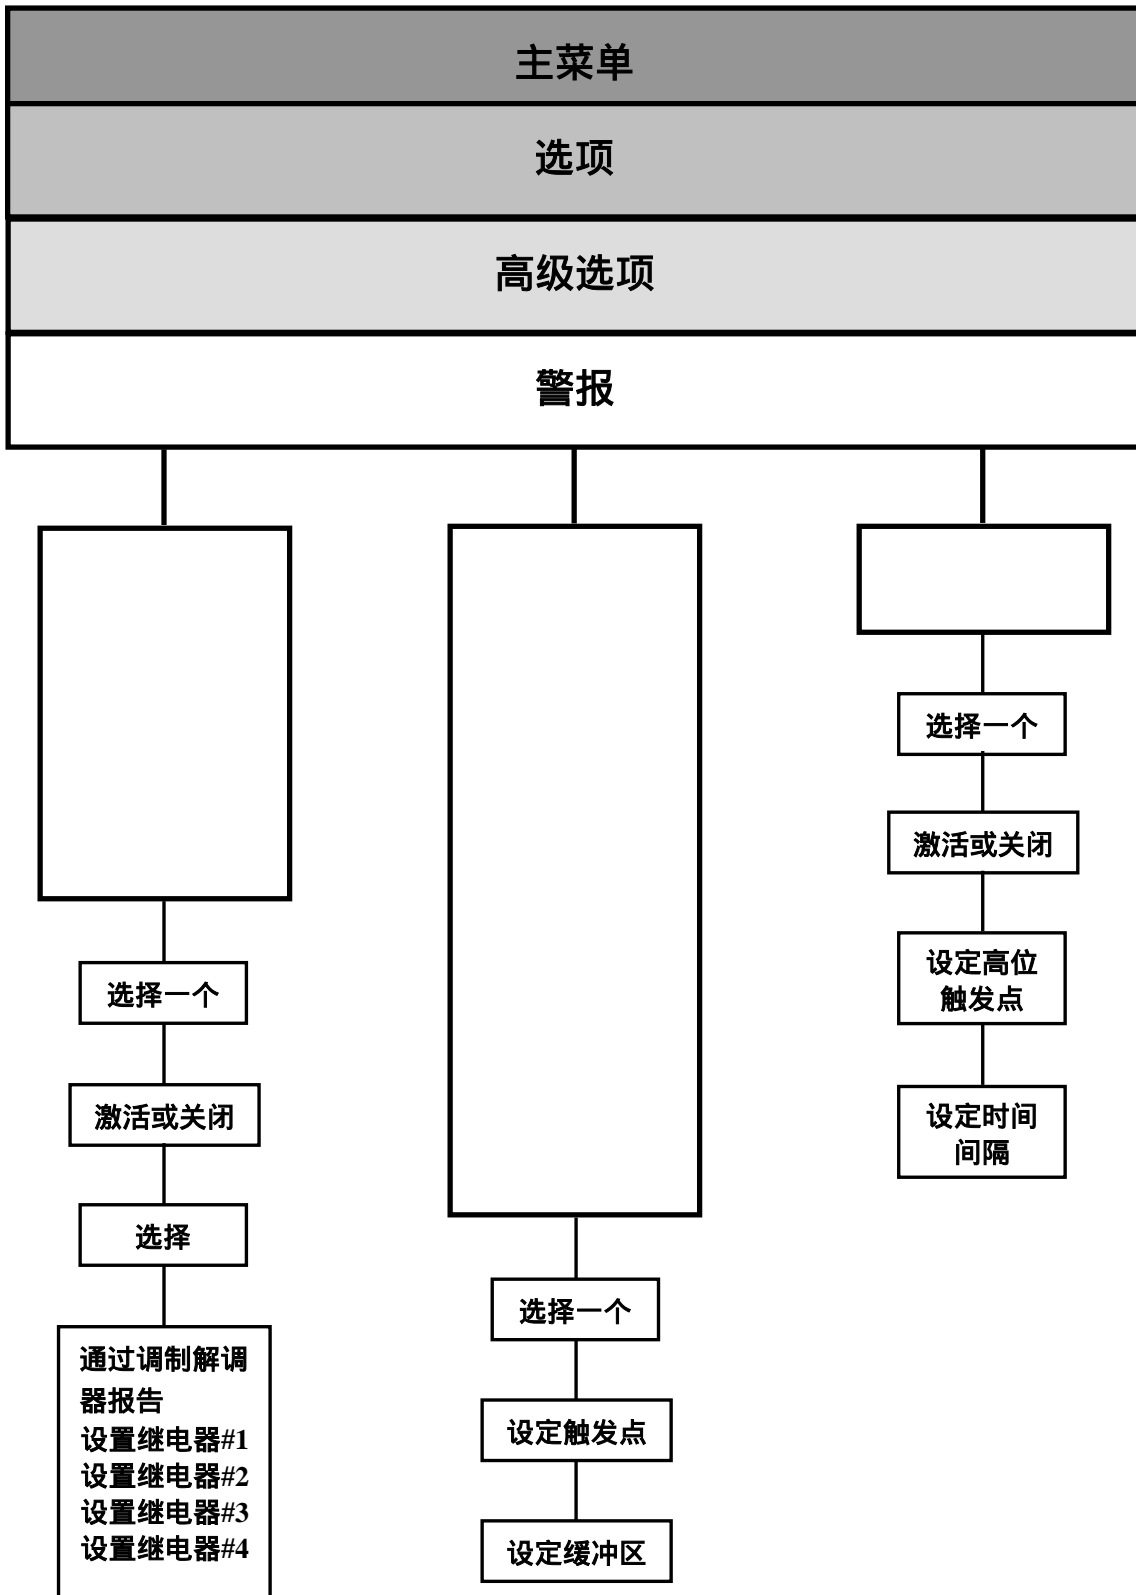 主菜单
选项
高级选项
警报
选择一个
激活或关闭
选择
通过调制解调
器报告
设置继电器#1
设置继电器#2
设置继电器#3
设置继电器#4
选择一个
设定触发点
设定缓冲区
选择一个
激活或关闭
设定高位
触发点
设定时间
间隔